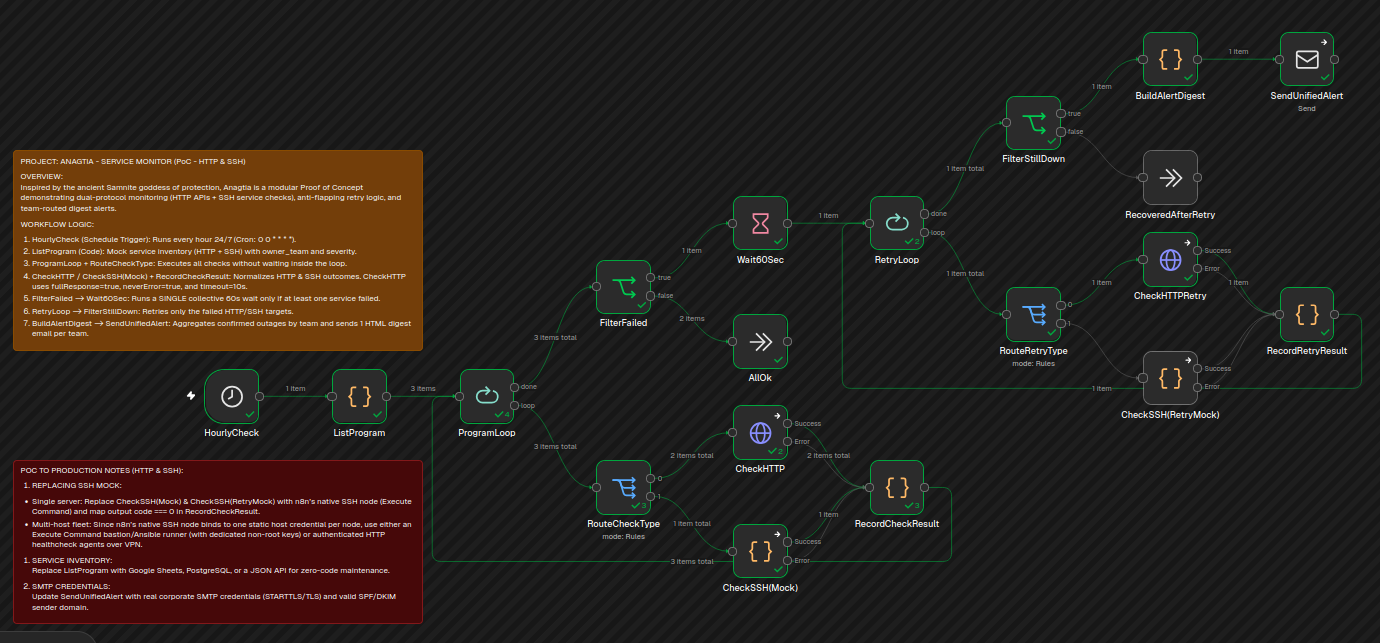 PROJECT: ANAGTIA - SERVICE MONITOR (PoC - HTTP & SSH)
OVERVIEW:
Inspired by the ancient Samnite goddess of protection, Anagtia is a modular Proof of Concept
demonstrating dual-protocol monitoring (HTTP APIs + SSH service checks), anti-flapping retry logic, and
team-routed digest alerts.
WORKFLOW LOGIC:
1. HourlyCheck (Schedule Trigger): Runs every hour 24/7 (Cron: 0 0 * * * *).
2. ListProgram (Code): Mock service inventory (HTTP + SSH) with owner_team and severity.
3. ProgramLoop + RouteCheckType: Executes all checks without waiting inside the loop.
4. CheckHTTP / CheckSSH(Mock) + RecordCheckResult: Normalizes HTTP & SSH outcomes. CheckHTTP
uses fullResponse=true, neverError=true, and timeout=10s.
5. FilterFailed → Wait60Sec: Runs a SINGLE collective 60s wait only if at least one service failed.
6. RetryLoop → FilterStillDown: Retries only the failed HTTP/SSH targets.
7. BuildAlertDigest → SendUnifiedAlert: Aggregates confirmed outages by team and sends 1 HTML digest
email per team.
HourlyCheck
1 item
ListProgram
3 items
ProgramLoop
4
done
loop
3 items total
3 items total
FilterFailed
true
false
1 item
2 items
Wait60Sec
AllOk
1 item
RouteCheckType
mode: Rules
3
0
1
2 items total
1 item total
CheckHTTP
2
Success
Error
2 items total
CheckSSH(Mock)
Success
Error
1 item
RecordCheckResult
3
3 items total
RetryLoop
2
done
loop
1 item total
1 item total
FilterStillDown
true
false
1 item
BuildAlertDigest
1 item
SendUnifiedAlert
Send
RecoveredAfterRetry
RouteRetryType
mode: Rules
0
1
1 item
CheckHTTPRetry
Success
Error
1 item
CheckSSH(RetryMock)
Success
Error
RecordRetryResult
1 item
POC TO PRODUCTION NOTES (HTTP & SSH):
1. REPLACING SSH MOCK:
• Single server: Replace CheckSSH(Mock) & CheckSSH(RetryMock) with n8n's native SSH node (Execute
Command) and map output code === 0 in RecordCheckResult.
• Multi-host fleet: Since n8n's native SSH node binds to one static host credential per node, use either an
Execute Command bastion/Ansible runner (with dedicated non-root keys) or authenticated HTTP
healthcheck agents over VPN.
1. SERVICE INVENTORY:
Replace ListProgram with Google Sheets, PostgreSQL, or a JSON API for zero-code maintenance.
2. SMTP CREDENTIALS:
Update SendUnifiedAlert with real corporate SMTP credentials (STARTTLS/TLS) and valid SPF/DKIM
sender domain.